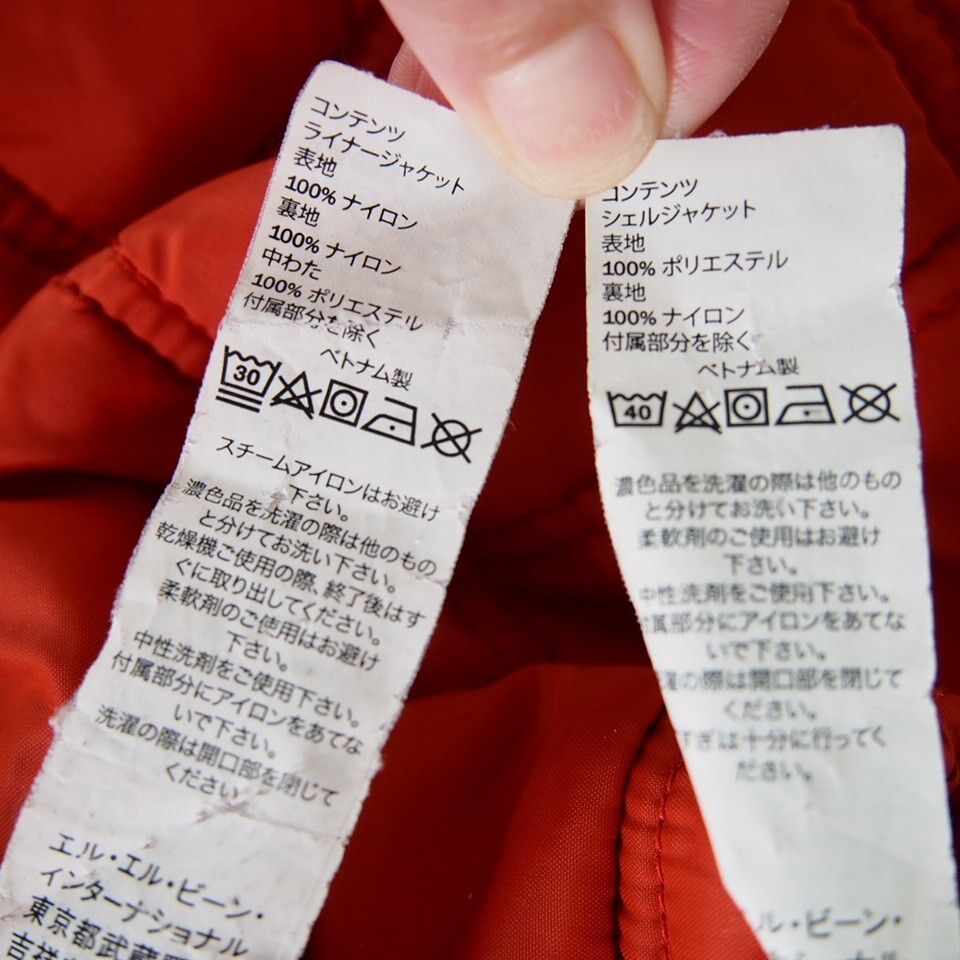 コンテンツ
ライナージャケット
表地
100% ナイロン
裏地
100% ナイロン
中わた
100% ポリエステル
付属部分を除く
ベトナム製
30
スチームアイロンはお避け
下さい。
濃色品を洗濯の際は他のもの
と分けてお洗い下さい。
乾燥機ご使用の際、終了後はす
ぐに取り出してください。
柔軟剤のご使用はお避け
下さい。
中性洗剤をご使用下さい。
付属部分にアイロンをあてな
いで下さい。
洗濯の際は開口部を閉じて
ください
エル・エル・ビーン・
インターナショナル
東京都武蔵
吉祥
コンテンツ
シェルジャケット
表地
100% ポリエステル
裏地
100% ナイロン
付属部分を除く
ベトナム製
40
濃色品を洗濯の際は他のもの
と分けてお洗い下さい。
柔軟剤のご使用はお避け
下さい。
中性洗剤をご使用下さい。
属部分にアイロンをあてな
いで下さい。
の際は開口部を閉じて
ください。
すぎは十分に行ってく
ださい。
ル・ビーン・